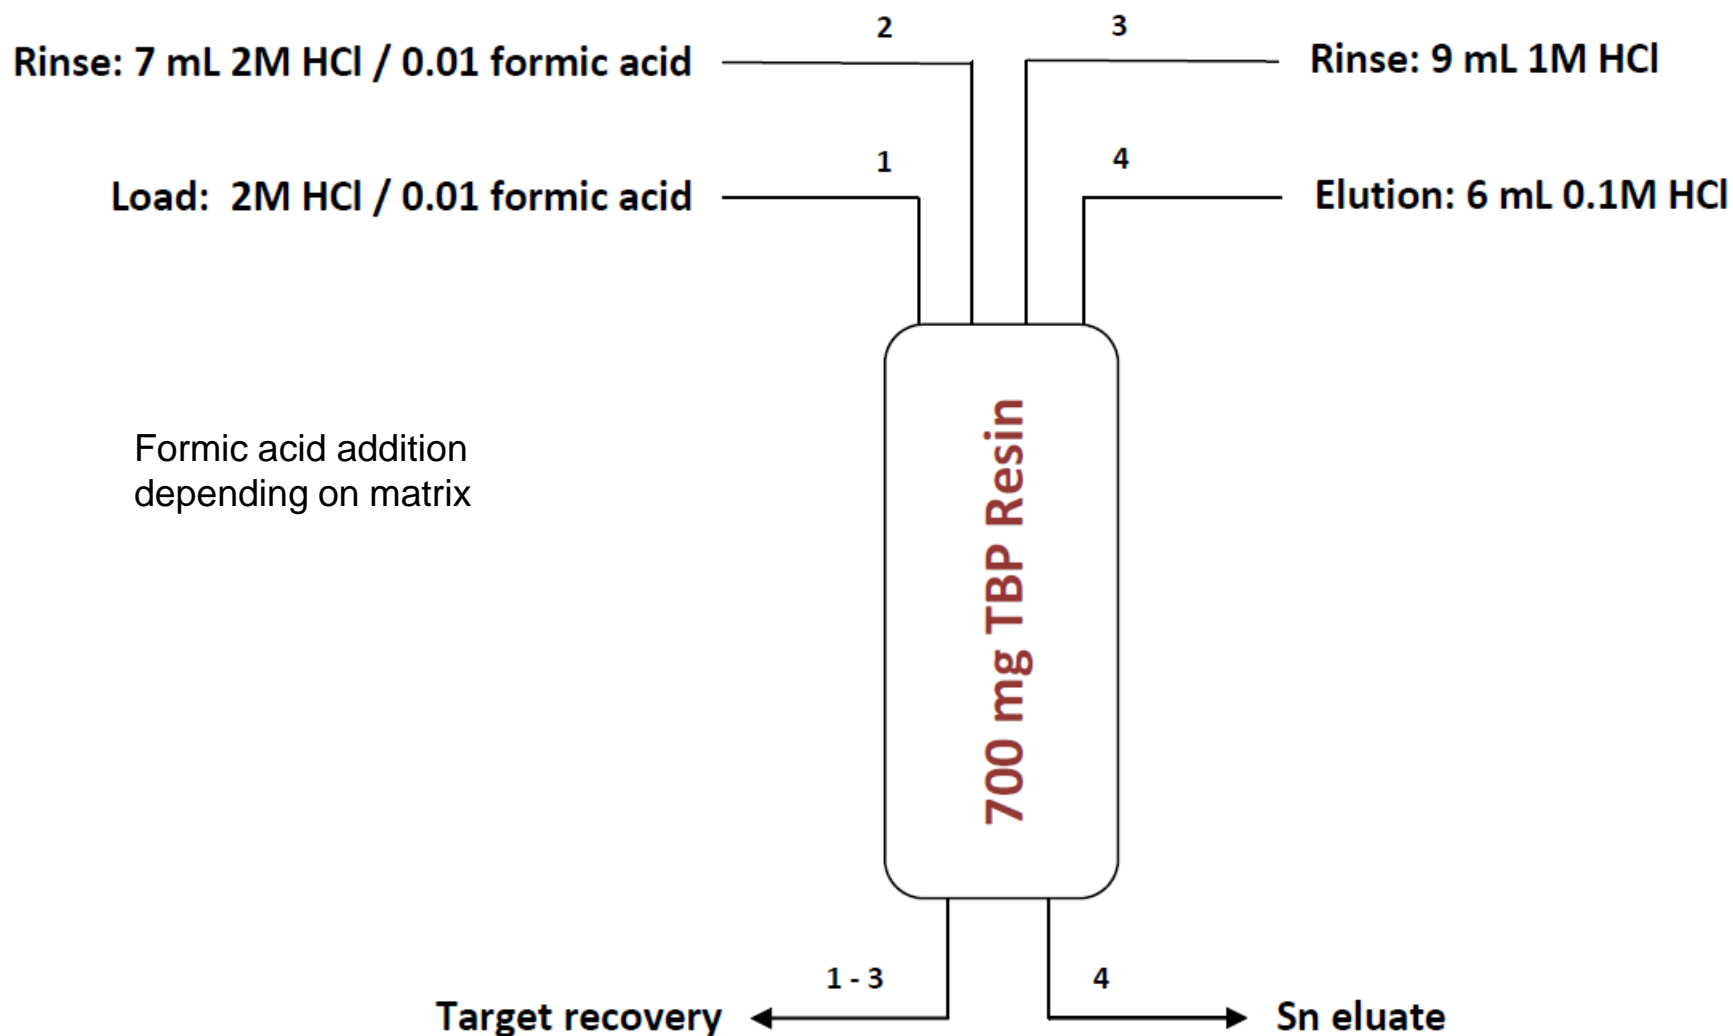 2
3
Rinse: 7 mL 2M HCl / 0.01 formic acid
Rinse: 9 mL 1M HCl
1
4
Load:  2M HCl / 0.01 formic acid
Elution: 6 mL 0.1M HCl
Formic acid addition
depending on matrix
700 mg TBP Resin
1 - 3
4
Target recovery
Sn eluate